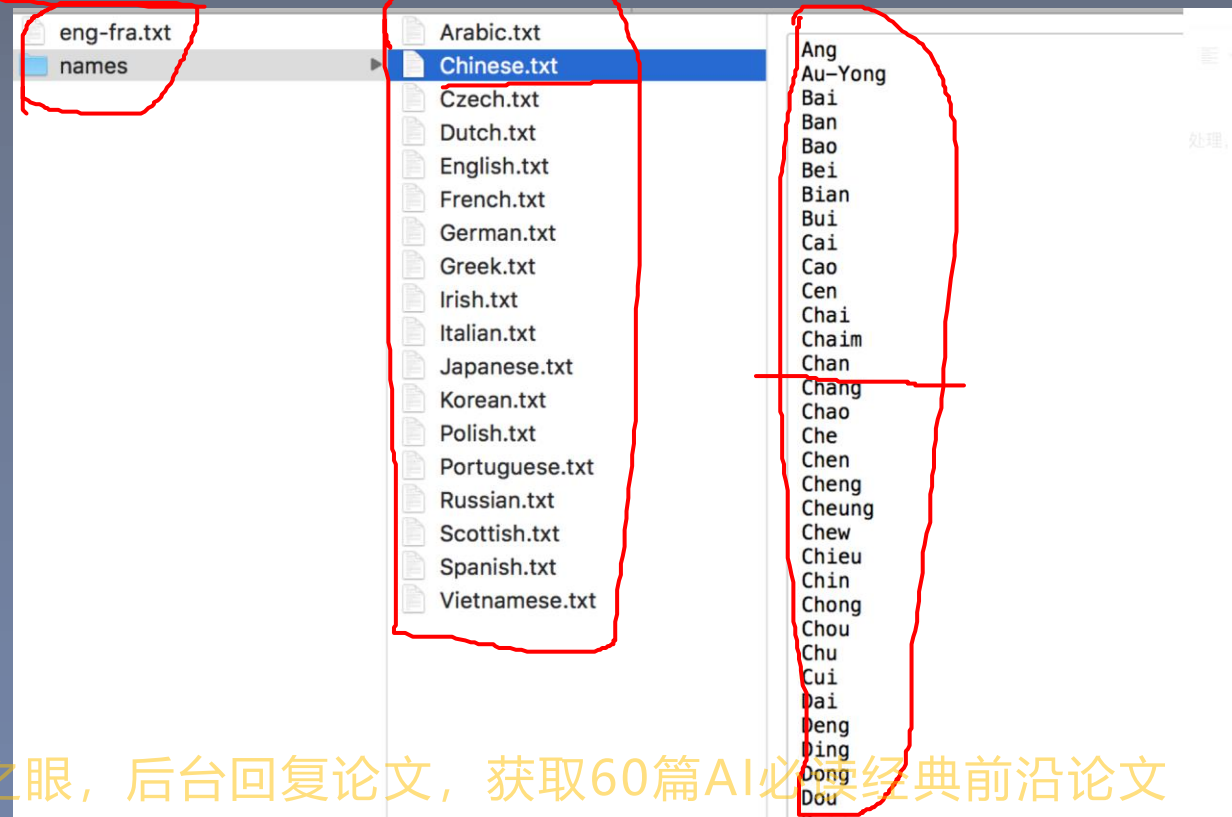 eng-fra.txt
names
Arabic.txt
Chinese.txt
Czech.txt
Dutch.txt
English.txt
French.txt
German.txt
Greek.txt
Irish.txt
Italian.txt
Japanese.txt
Korean.txt
Polish.txt
Portuguese.txt
Russian.txt
Scottish.txt
Spanish.txt
Vietnamese.txt
Ang
Au-Yong
Bai
Ban
Bao
Bei
Bian
Bui
Cai
Cao
Cen
Chai
Chaim
Chan
Chang
Chao
Che
Chen
Cheng
Cheung
Chew
Chieu
Chin
Chong
Chou
Chu
Cui
Dai
Deng
Ding
Dong
Dou
处理,
之眼，后台回复论文，获取60篇AI必读经典前沿论文